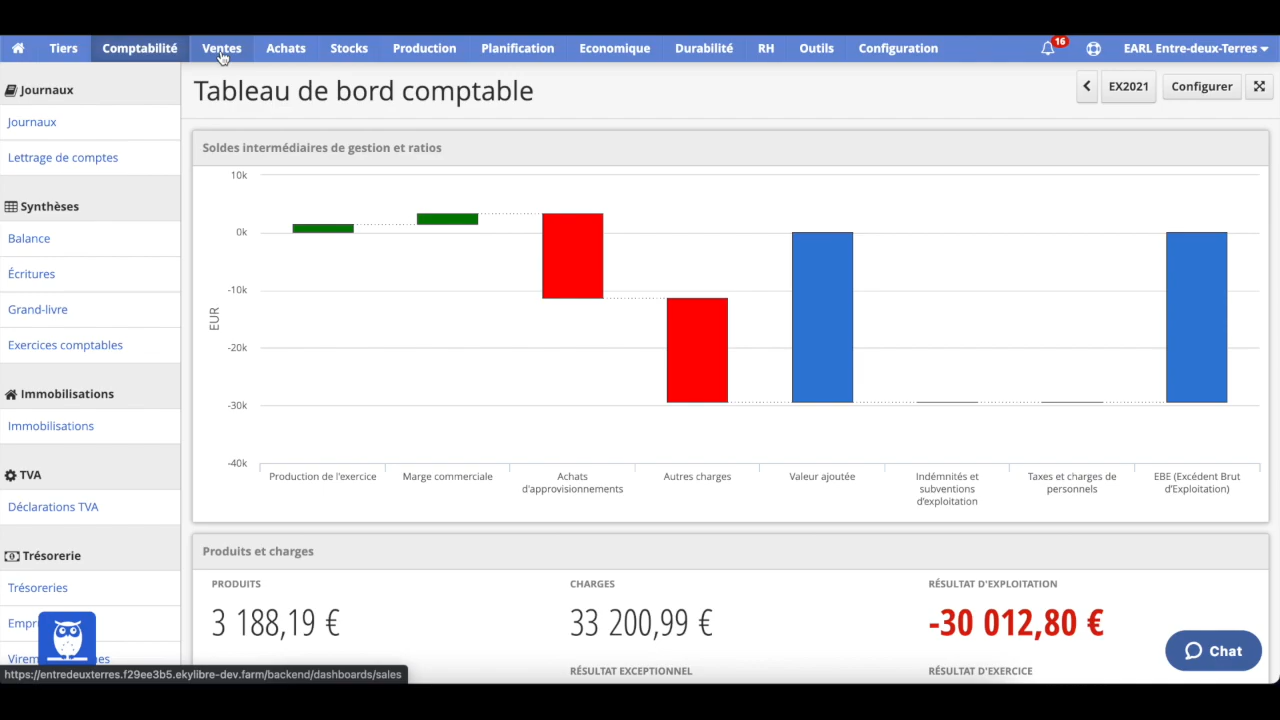 Tiers Comptabilité Ventes Achats Stocks Production Planification Economique Durabilité RH Outils Configuration 16 EARL Entre-deux-Terres
Journaux
Journaux
Lettrage de comptes
Synthèses
Balance
Écritures
Grand-livre
Exercices comptables
Immobilisations
Immobilisations
TVA
Déclarations TVA
Trésorerie
Trésoreries
Tableau de bord comptable
EX2021 Configurer
Soldes intermédiaires de gestion et ratios
10k
0k
-10k
-20k
-30k
-40k
EUR
Production de l'exercice
Marge commerciale
Achats
d'approvisionnements
Autres charges
Valeur ajoutée
Indémnités et
subventions
d'exploitation
Taxes et charges de
personnels
EBE (Excédent Brut
d'Exploitation)
Produits et charges
PRODUITS CHARGES RÉSULTAT D'EXPLOITATION
3 188,19 € 33 200,99 € -30 012,80 €
RÉSULTAT EXCEPTIONNEL RÉSULTAT D'EXERCICE
Chat
https://entredeuxterres.f29ee3b5.ekylibre-dev.farm/backend/dashboards/sales